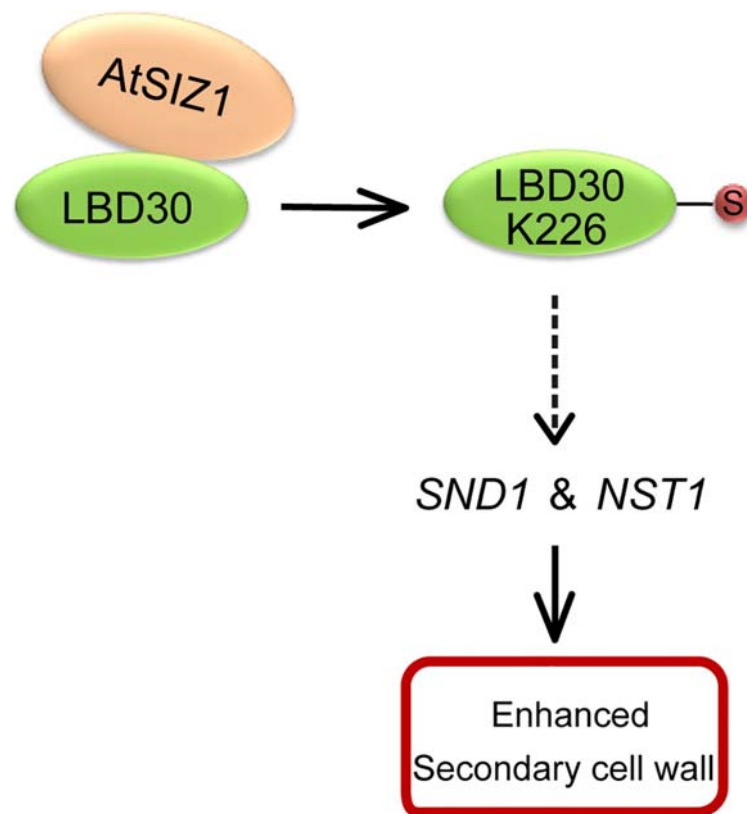 AtSIZ1
LBD30
LBD30
K226
S
SND1 & NST1
Enhanced
Secondary cell wall